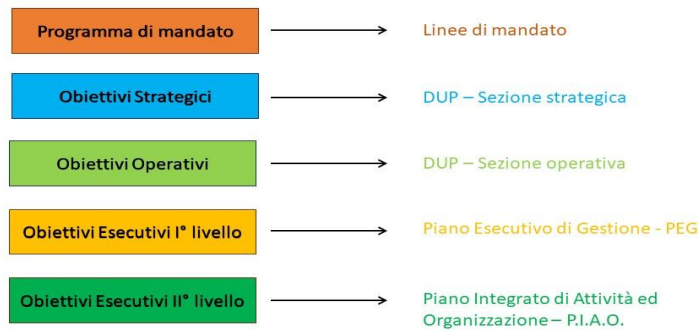 Programma di mandato
Linee di mandato
Obiettivi Strategici
DUP – Sezione strategica
Obiettivi Operativi
DUP – Sezione operativa
Obiettivi Esecutivi I° livello
Piano Esecutivo di Gestione - PEG
Obiettivi Esecutivi II° livello
Piano Integrato di Attività ed
Organizzazione – P.I.A.O.